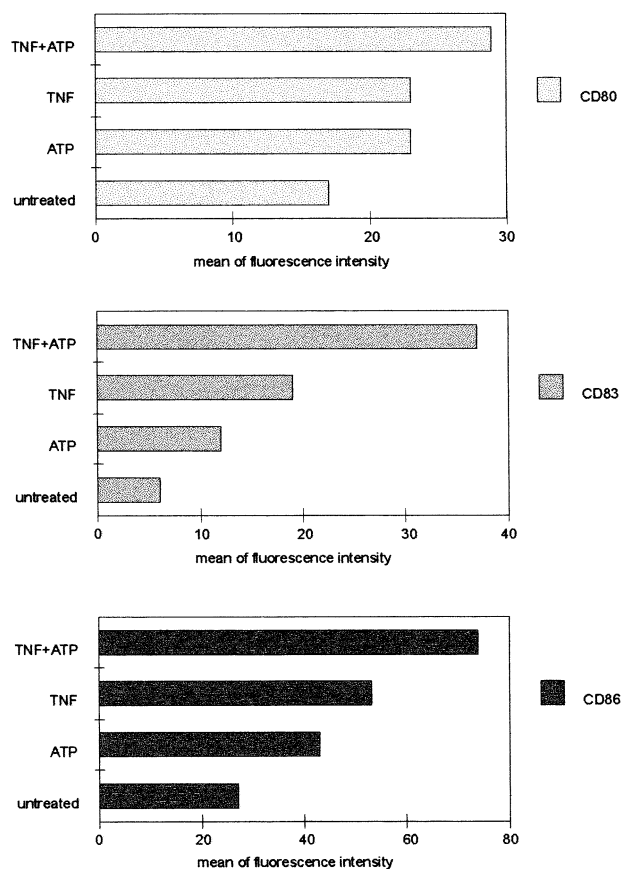 TNF+ATP
TNF
CD80
ATP
untreated
0 10 20 30
mean of fluorescence intensity
TNF+ATP
TNF
CD83
ATP
untreated
0 10 20 30 40
mean of fluorescence intensity
TNF+ATP
TNF
CD86
ATP
untreated
0 20 40 60 80
mean of fluorescence intensity